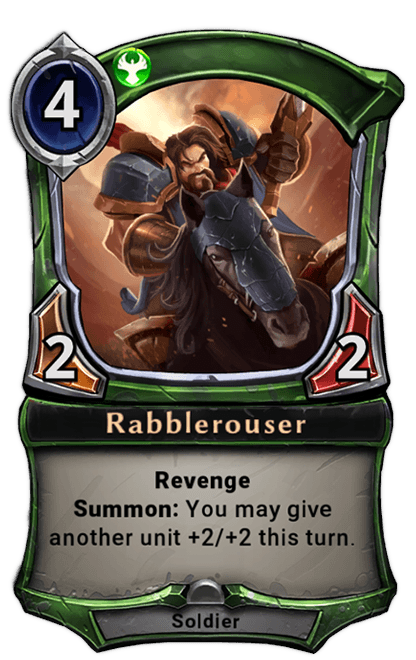 4
2
2
Rabblerouser
Revenge
Summon: You may give
another unit +2/+2 this turn.
Soldier